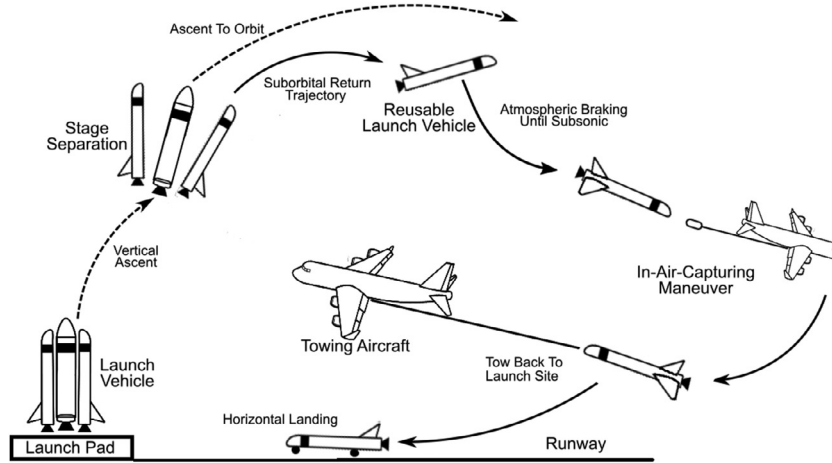 Ascent To Orbit
Suborbital Return
Trajectory
Reusable
Launch Vehicle
Atmospheric Braking
Until Subsonic
Stage
Separation
Vertical
Ascent
In-Air-Capturing
Maneuver
Towing Aircraft
Tow Back To
Launch Site
Launch
Vehicle
Horizontal Landing
Launch Pad
Runway